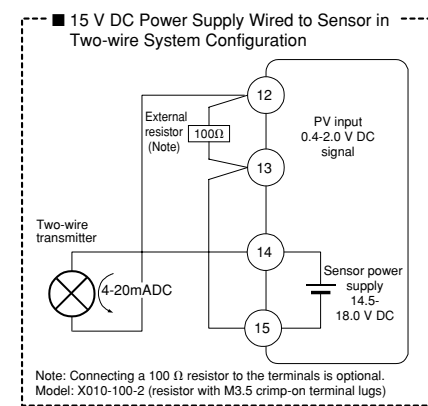 ■ 15 V DC Power Supply Wired to Sensor in
Two-wire System Configuration
12
External
resistor
(Note)
100Ω
PV input
0.4-2.0 V DC
signal
13
Two-wire
transmitter
14
4-20mADC
Sensor power
supply
14.5-
18.0 V DC
15
Note: Connecting a 100 Ω resistor to the terminals is optional.
Model: X010-100-2 (resistor with M3.5 crimp-on terminal lugs)